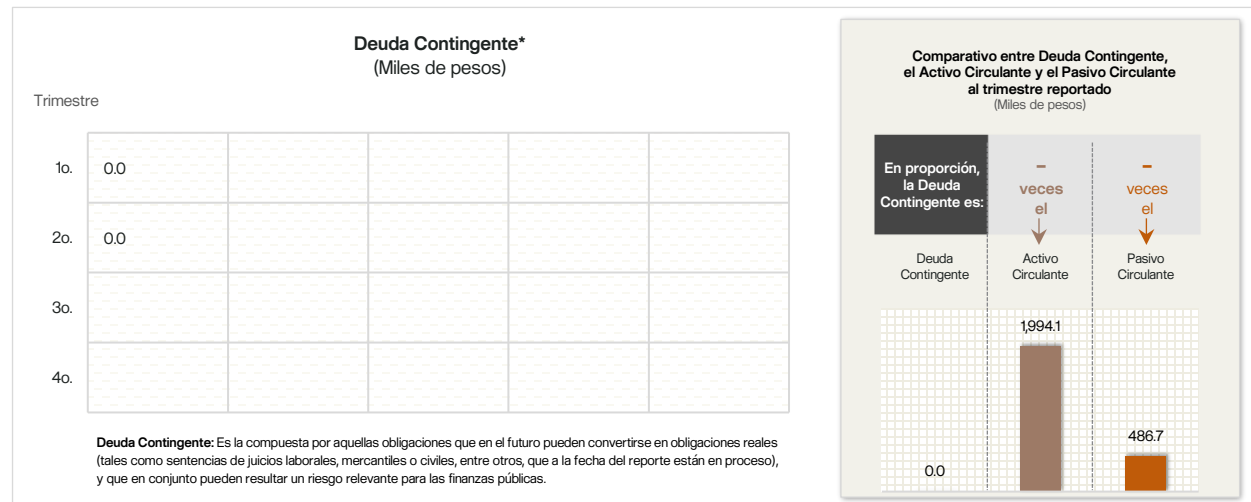 Deuda Contingente*
(Miles de pesos)
Trimestre
1o. 0.0
2o. 0.0
3o.
4o.
Deuda Contingente: Es la compuesta por aquellas obligaciones que en el futuro pueden convertirse en obligaciones reales
(tales como sentencias de juicios laborales, mercantiles o civiles, entre otros, que a la fecha del reporte están en proceso),
y que en conjunto pueden resultar un riesgo relevante para las finanzas públicas.
Comparativo entre Deuda Contingente,
el Activo Circulante y el Pasivo Circulante
al trimestre reportado
(Miles de pesos)
En proporción,
la Deuda
Contingente es:
–
veces
el
–
veces
el
Deuda
Contingente
Activo
Circulante
Pasivo
Circulante
0.0
1,994.1
486.7